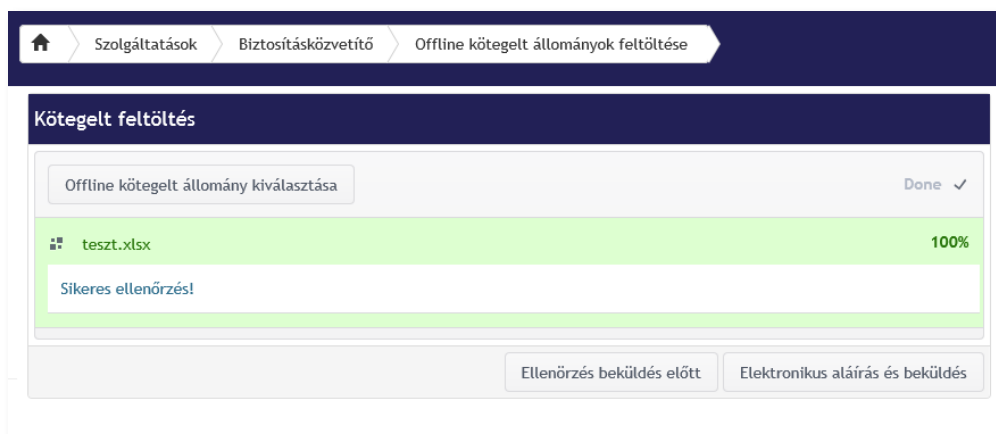 Szolgáltatások Biztosításközvetítő Offline kötegelt állományok feltöltése
Kötegelt feltöltés
Offline kötegelt állomány kiválasztása Done
teszt.xlsx 100%
Sikeres ellenőrzés!
Ellenörzés beküldés előtt Elektronikus aláírás és beküldés